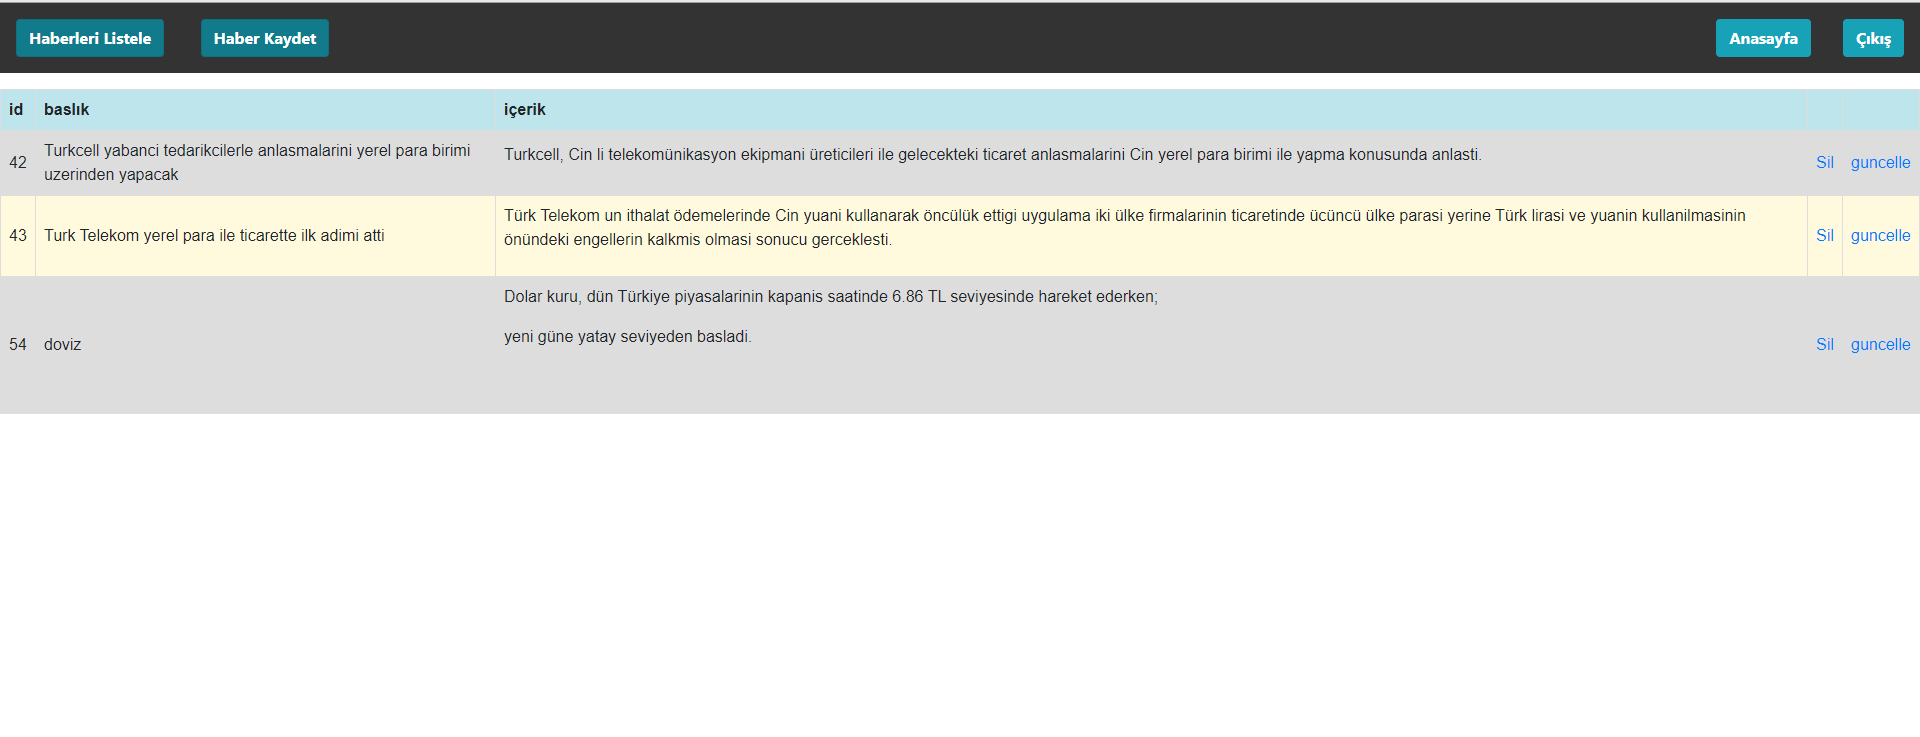 Haberleri Listele Haber Kaydet Anasayfa Çıkış
id baslık içerik
42 Turkcell yabanci tedarikcilerle anlasmalarini yerel para birimi
uzerinden yapacak
Turkcell, Cin li telekomünikasyon ekipmani üreticileri ile gelecekteki ticaret anlasmalarini Cin yerel para birimi ile yapma konusunda anlasti.
Sil guncelle
43 Turk Telekom yerel para ile ticarette ilk adimi atti
Türk Telekom un ithalat ödemelerinde Cin yuani kullanarak öncülük ettigi uygulama iki ülke firmalarinin ticaretinde ücüncü ülke parasi yerine Türk lirasi ve yuanin kullanilmasinin
önündeki engellerin kalkmis olmasi sonucu gerceklesti.
Sil guncelle
54 doviz
Dolar kuru, dün Türkiye piyasalarinin kapanis saatinde 6.86 TL seviyesinde hareket ederken;
yeni güne yatay seviyeden basladi.
Sil guncelle